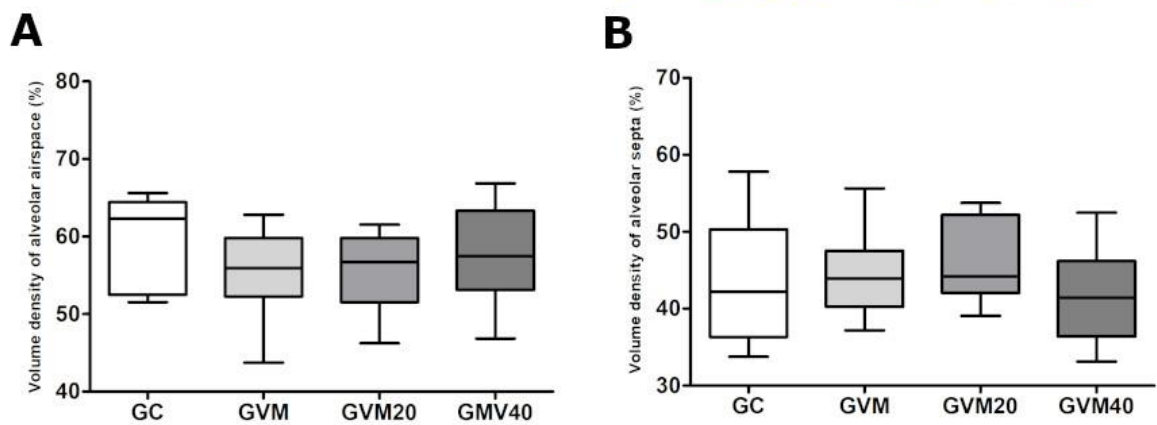 A
Volume density of alveolar airspace (%)
80
70
60
50
40
GC GVM GVM20 GMV40
B
Volume density of alveolar septa (%)
70
60
50
40
30
GC GVM GVM20 GVM40